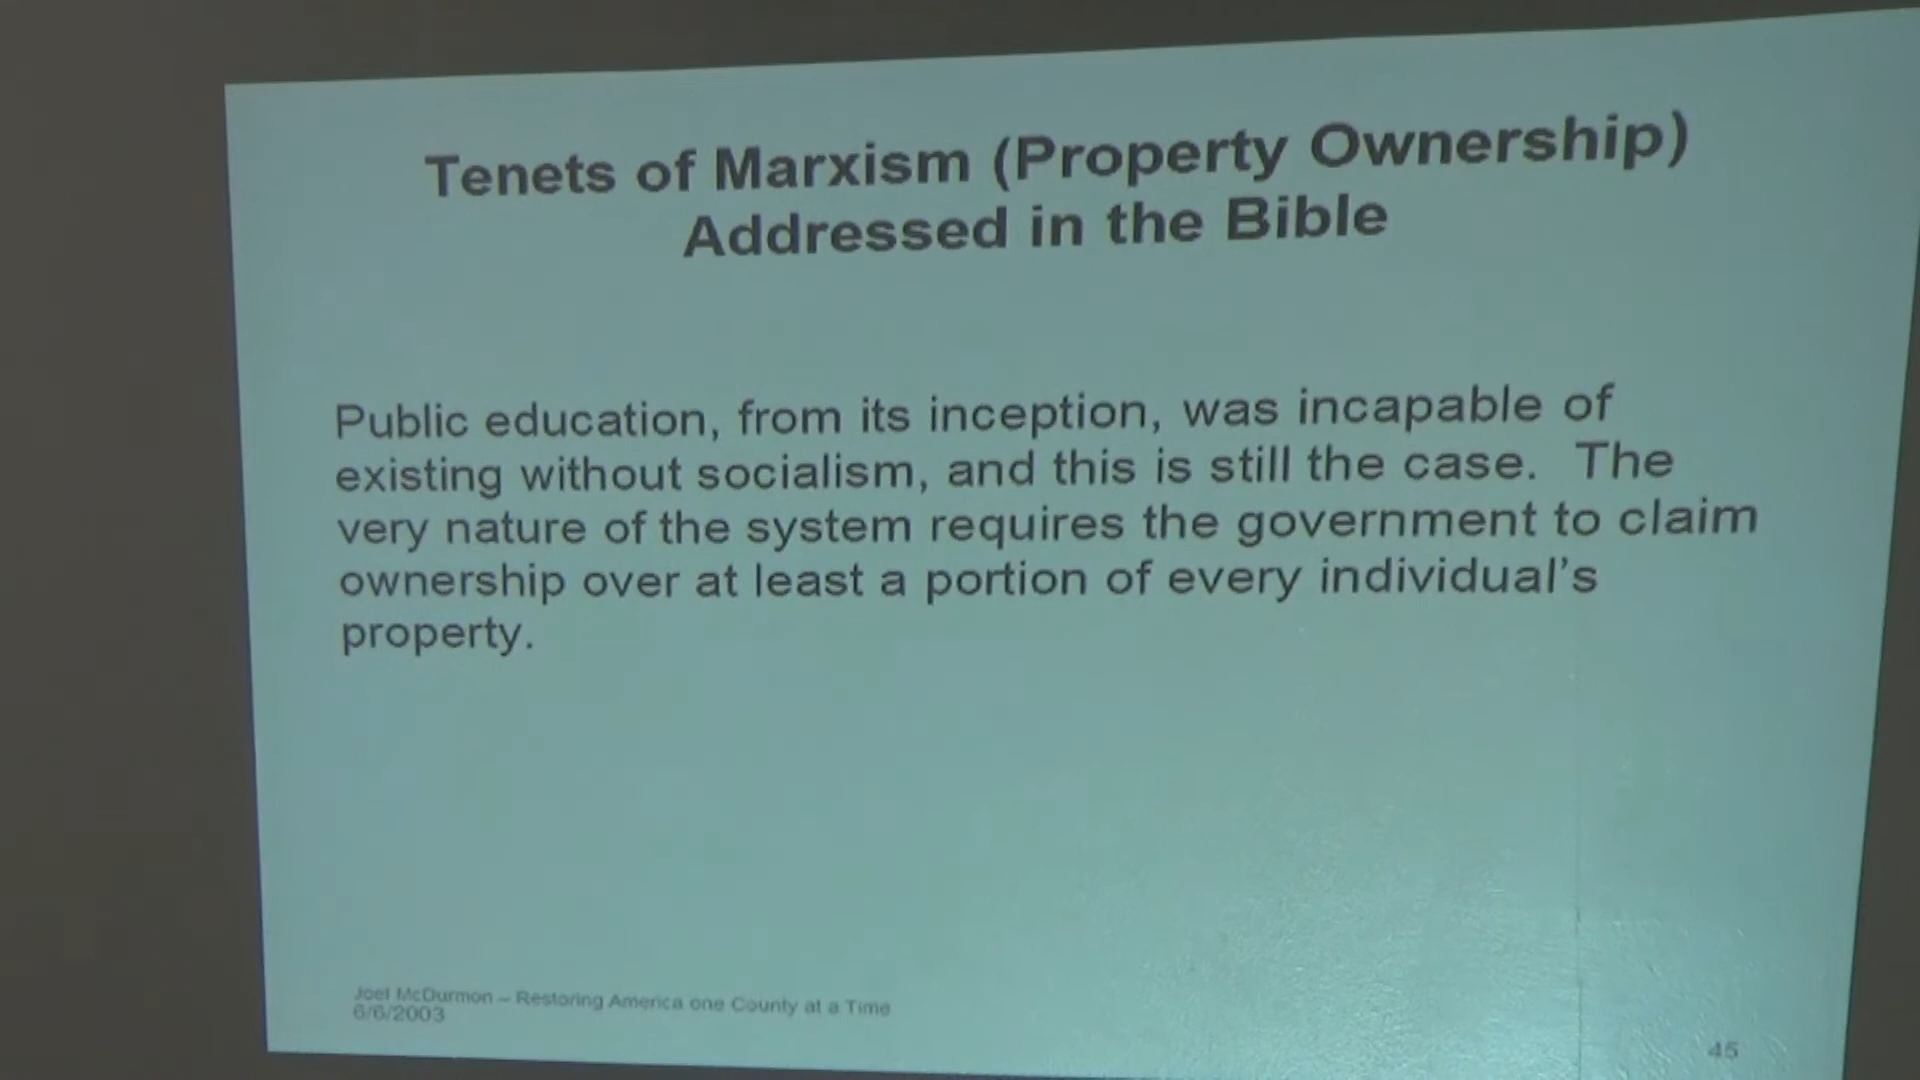 Tenets of Marxism (Property Ownership)
Addressed in the Bible
Public education, from its inception, was incapable of
existing without socialism, and this is still the case. The
very nature of the system requires the government to claim
ownership over at least a portion of every individual's
property.
Joel McDurmon – Restoring America one County at a Time
6/6/2003
45